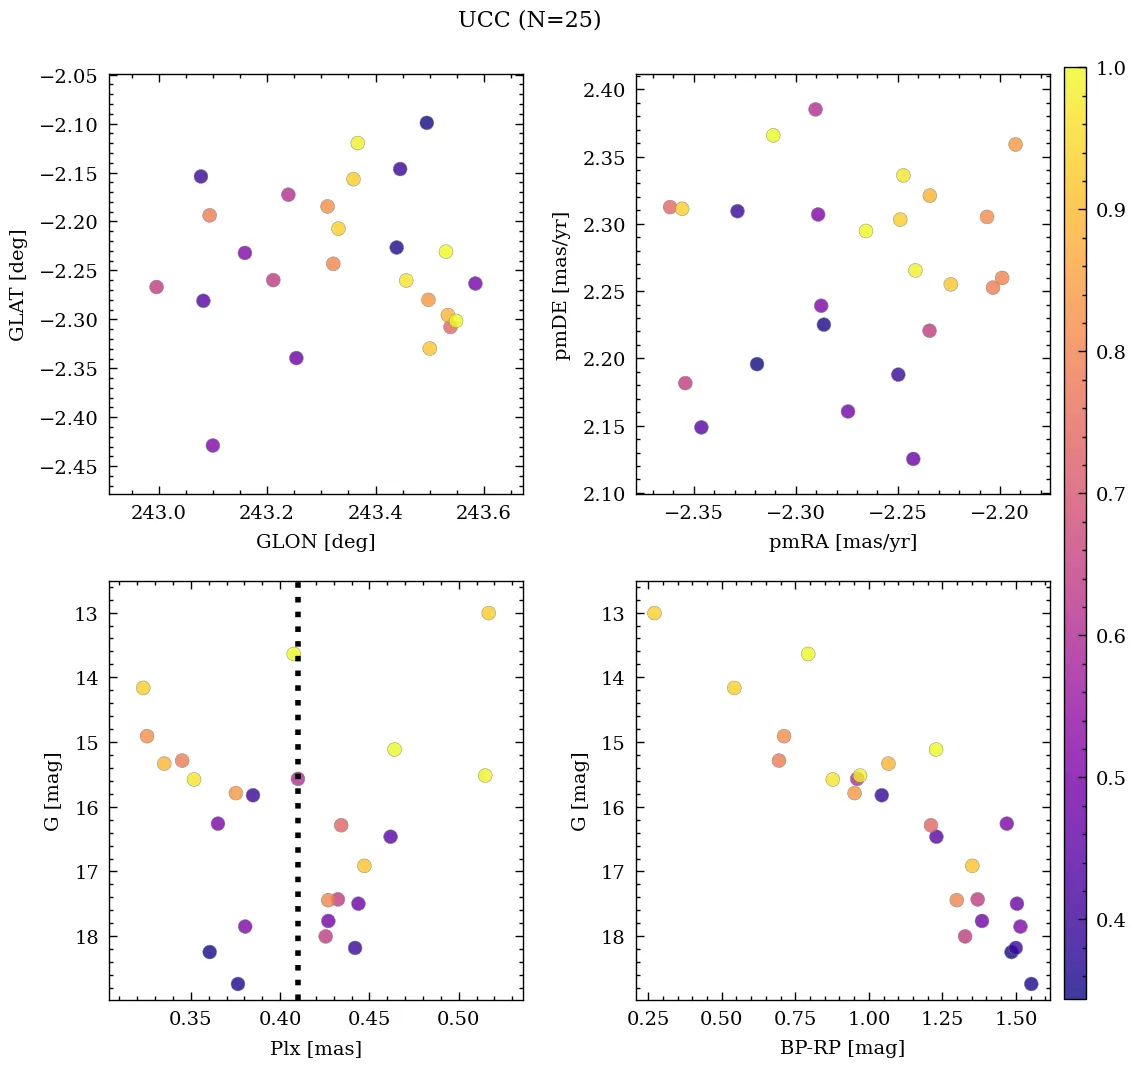 UCC (N=25)
−2.05
−2.10
−2.15
−2.20
−2.25
−2.30
−2.35
−2.40
−2.45
GLAT [deg]
243.0 243.2 243.4 243.6
GLON [deg]
2.40
2.35
2.30
2.25
2.20
2.15
2.10
pmDE [mas/yr]
−2.35 −2.30 −2.25 −2.20
pmRA [mas/yr]
13
14
15
16
17
18
G [mag]
0.35 0.40 0.45 0.50
Plx [mas]
13
14
15
16
17
18
G [mag]
0.25 0.50 0.75 1.00 1.25 1.50
BP-RP [mag]
1.0
0.9
0.8
0.7
0.6
0.5
0.4